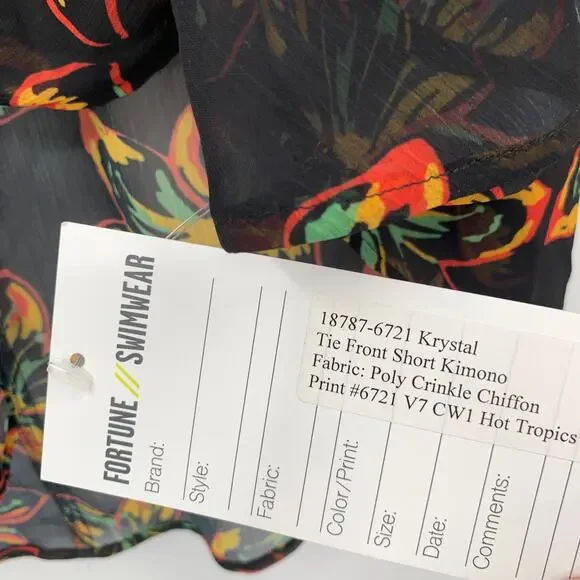 FORTUNE // SWIMWEAR
Brand:
Style:
Fabric:
Color/Print:
Size:
Date:
Comments:
18787-6721 Krystal
Tie Front Short Kimono
Fabric: Poly Crinkle Chiffon
Print #6721 V7 CW1 Hot Tropics